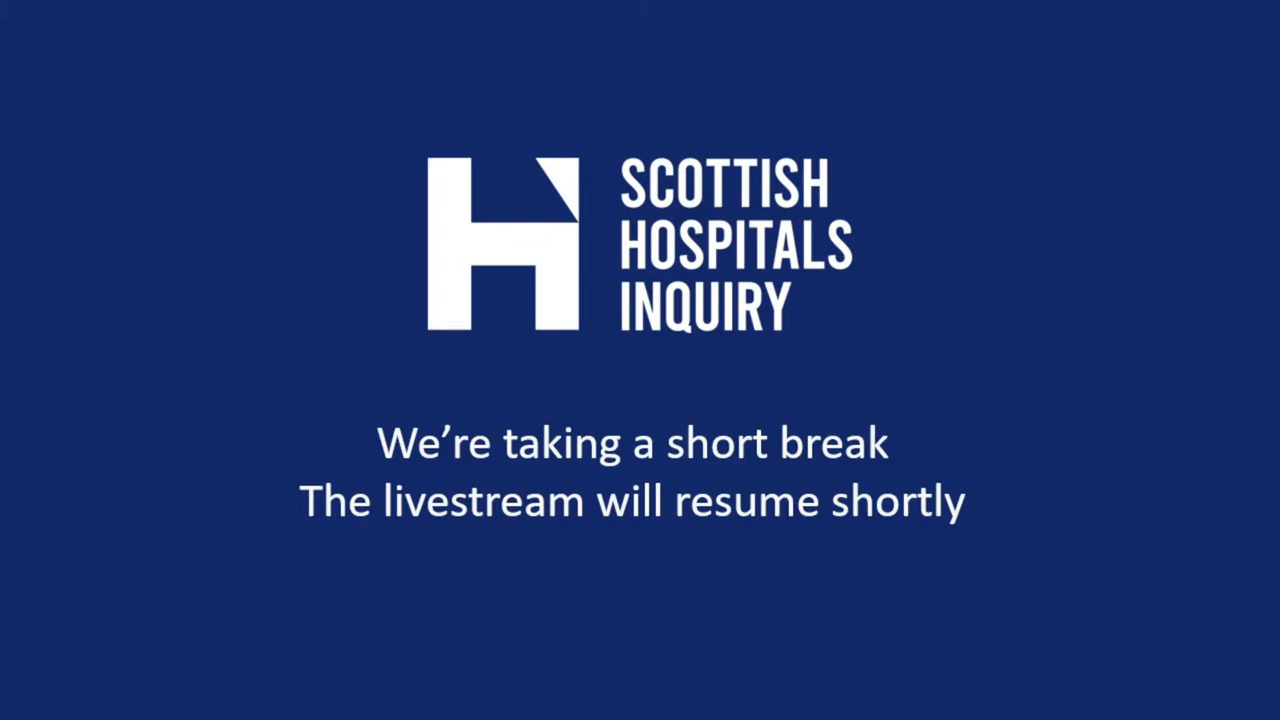 SCOTTISH
HOSPITALS
INQUIRY
We’re taking a short break
The livestream will resume shortly